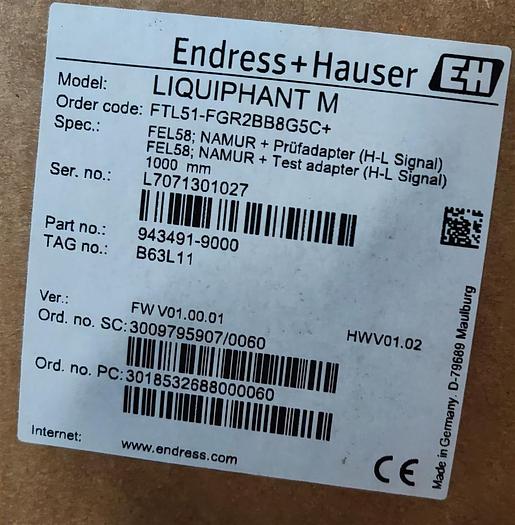 Endress+Hauser EH
Model: LIQUIPHANT M
Order code: FTL51-FGR2BB8G5C+
Spec.: FEL58; NAMUR + Prüfadapter (H-L Signal)
FEL58; NAMUR + Test adapter (H-L Signal)
1000 mm
Ser. no.: L7071301027
Part no.: 943491-9000
TAG no.: B63L11
Ver.: FW V01.00.01 HWV01.02
Ord. no. SC: 3009795907/0060
Ord. no. PC: 3018532688000060
Internet: www.endress.com
CE
Made in Germany. D-79689 Maulburg